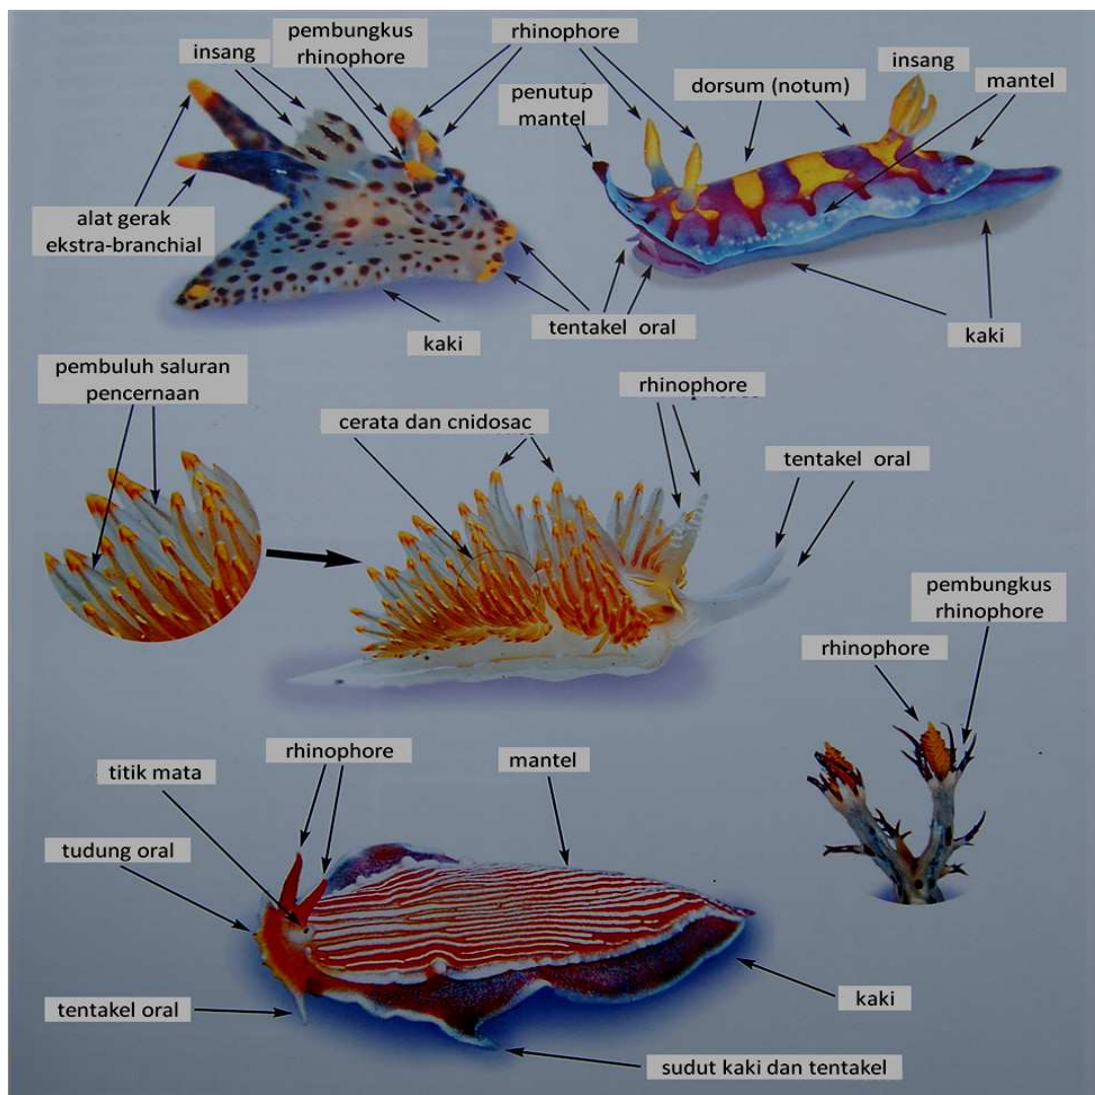 insang
pembungkus
rhinophore
rhinophore
penutup
mantel
dorsum (notum)
insang
mantel
alat gerak
ekstra-branchial
kaki
tentakel oral
kaki
pembuluh saluran
pencernaan
cerata dan cnidosac
rhinophore
tentakel oral
pembungkus
rhinophore
rhinophore
titik mata
rhinophore
mantel
tudung oral
tentakel oral
kaki
sudut kaki dan tentakel